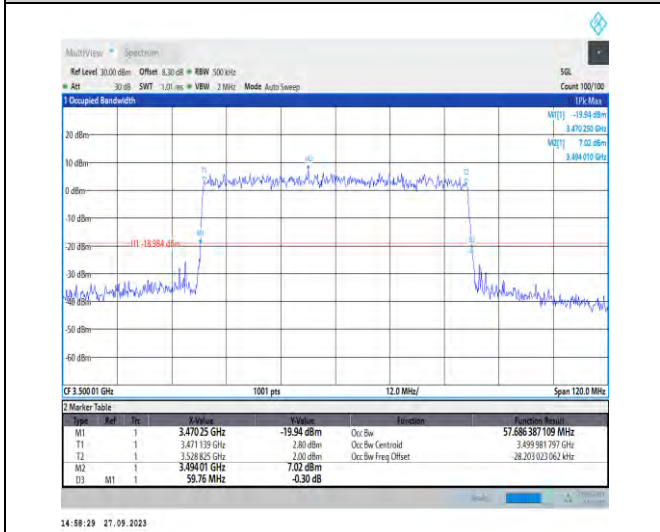 MultiView Spectrum
Ref Level 30.00 dBm Offset 8.30 dB RBW 500 kHz SGL
Att 30 dB SWT 1.01 ms VBW 2 MHz Mode Auto Sweep Count 100/100
1 Occupied Bandwidth 1Pk Max
M1[1] -19.94 dBm
3.470 250 GHz
M2[1] 7.02 dBm
3.494 010 GHz
20 dBm
10 dBm
0 dBm
-10 dBm
-20 dBm
H1 -18.984 dBm
-30 dBm
-40 dBm
-50 dBm
-60 dBm
T1
M2
T2
M1
D3
CF 3.500 01 GHz 1001 pts 12.0 MHz/ Span 120.0 MHz
2 Marker Table
Type Ref Trc X-Value Y-Value Function Function Result
M1 1 3.470 25 GHz -19.94 dBm Occ Bw 57.686 387 109 MHz
T1 1 3.471 139 GHz 2.80 dBm Occ Bw Centroid 3.499 981 797 GHz
T2 1 3.528 825 GHz 2.00 dBm Occ Bw Freq Offset -28.203 023 062 kHz
M2 1 3.494 01 GHz 7.02 dBm
D3 M1 1 59.76 MHz -0.30 dB
14:58:29 27.09.2023